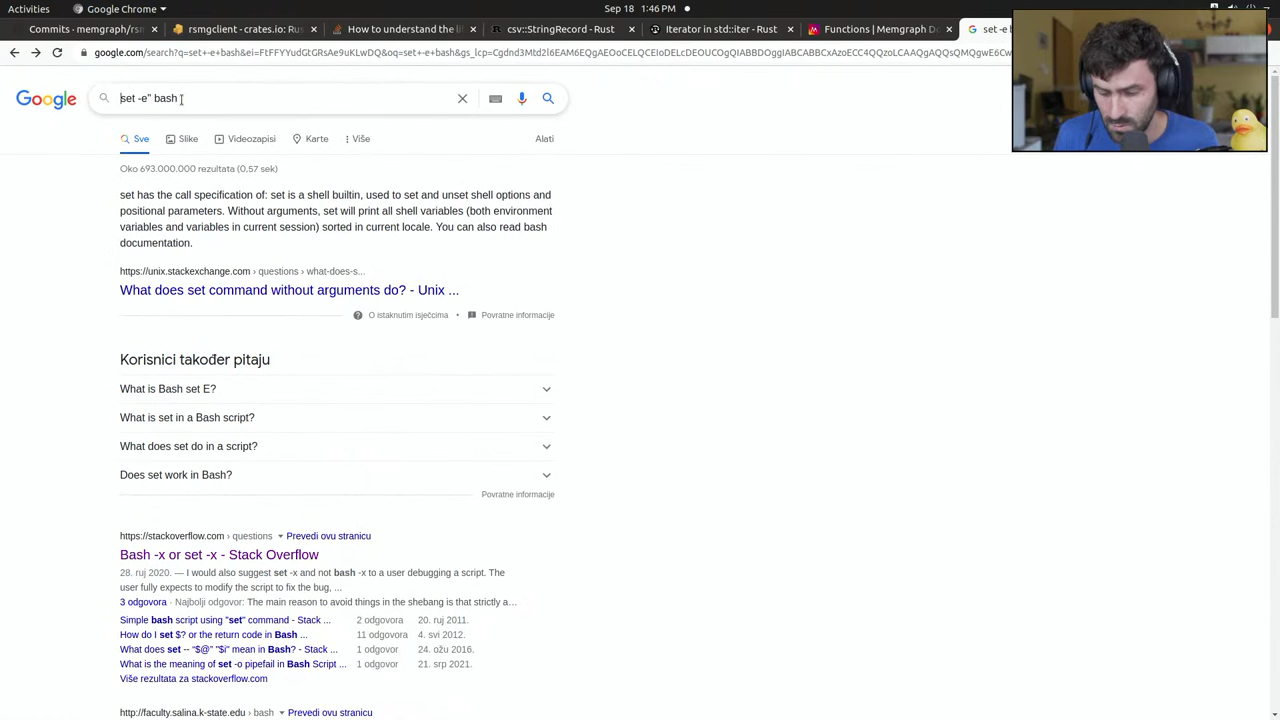 Activities
Google Chrome
Sep 18 1:46 PM
Commits - memgraph/rs
rsmgclient - rust client
How to understand the I
csv::StringRecord - Rust
Iterator in std::iter - Rust
Functions | Memgraph D
set -e b
google.com/search?q=set+-e+bash&ei=FtFFYYudGtGRsAe9uKLwDQ&oq=set+-e+bash&gs_lcp=
Google
set -e" bash
Sve
Slike
Videozapisi
Karte
Više
Alati
Oko 693.000.000 rezultata (0,57 sek)
set has the call specification of: set is a shell builtin, used to set and unset shell options and
positional parameters. Without arguments, set will print all shell variables (both environment
variables and variables in current session) sorted in current locale. You can also read bash
documentation.
https://unix.stackexchange.com › questions › what-does-s...
What does set command without arguments do? - Unix ...
O istaknutim isječcima • Povratne informacije
Korisnici također pitaju
What is Bash set E?
What is set in a Bash script?
What does set do in a script?
Does set work in Bash?
Povratne informacije
https://stackoverflow.com › questions Prevedi ovu stranicu
Bash -x or set -x - Stack Overflow
28. ruj 2020. — I would also suggest set -x and not bash -x to a user debugging a script. The
user fully expects to modify the script to fix the bug, ...
3 odgovora · Najbolji odgovor: The main reason to avoid things in the shebang is that strictly a…
Simple bash script using "set" command - Stack ... 2 odgovora 20. ruj 2011.
How do I set $? or the return code in Bash ... 11 odgovora 4. svi 2012.
What does set -- "$@" "$i" mean in Bash? - Stack ... 1 odgovor 24. ožu 2016.
What is the meaning of set -o pipefail in Bash Script ... 1 odgovor 21. srp 2021.
Više rezultata za stackoverflow.com
http://faculty.salina.k-state.edu › bash Prevedi ovu stranicu